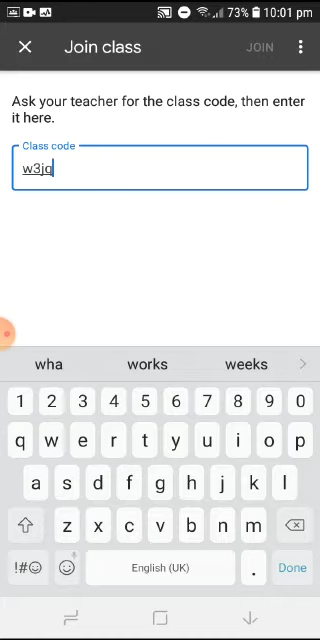 73% 10:01 pm
Join class JOIN
Ask your teacher for the class code, then enter
it here.
Class code
w3jq
wha works weeks
1 2 3 4 5 6 7 8 9 0
q w e r t y u i o p
a s d f g h j k l
z x c v b n m
!#☺ English (UK) . Done